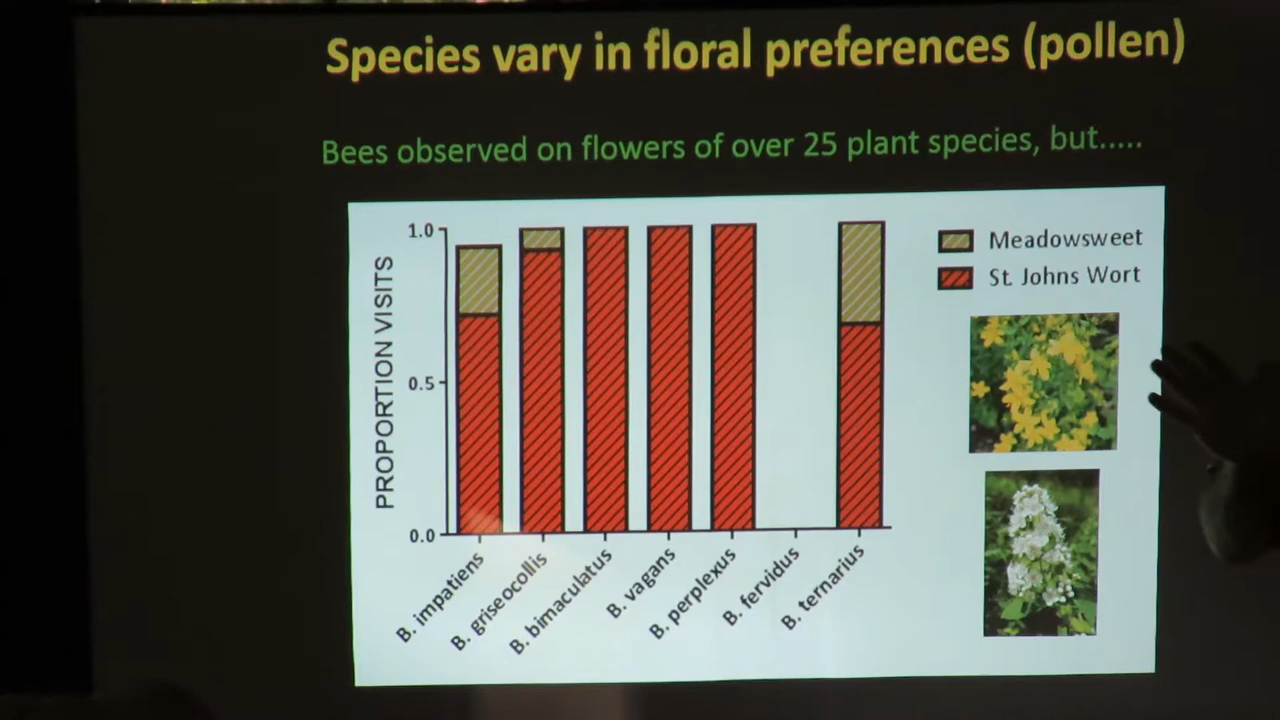 Species vary in floral preferences (pollen)
Bees observed on flowers of over 25 plant species, but.....
PROPORTION VISITS
1.0
0.5
0.0
B. impatiens
B. griseocollis
B. bimaculatus
B. vagans
B. perplexus
B. fervidus
B. ternarius
Meadowsweet
St. Johns Wort